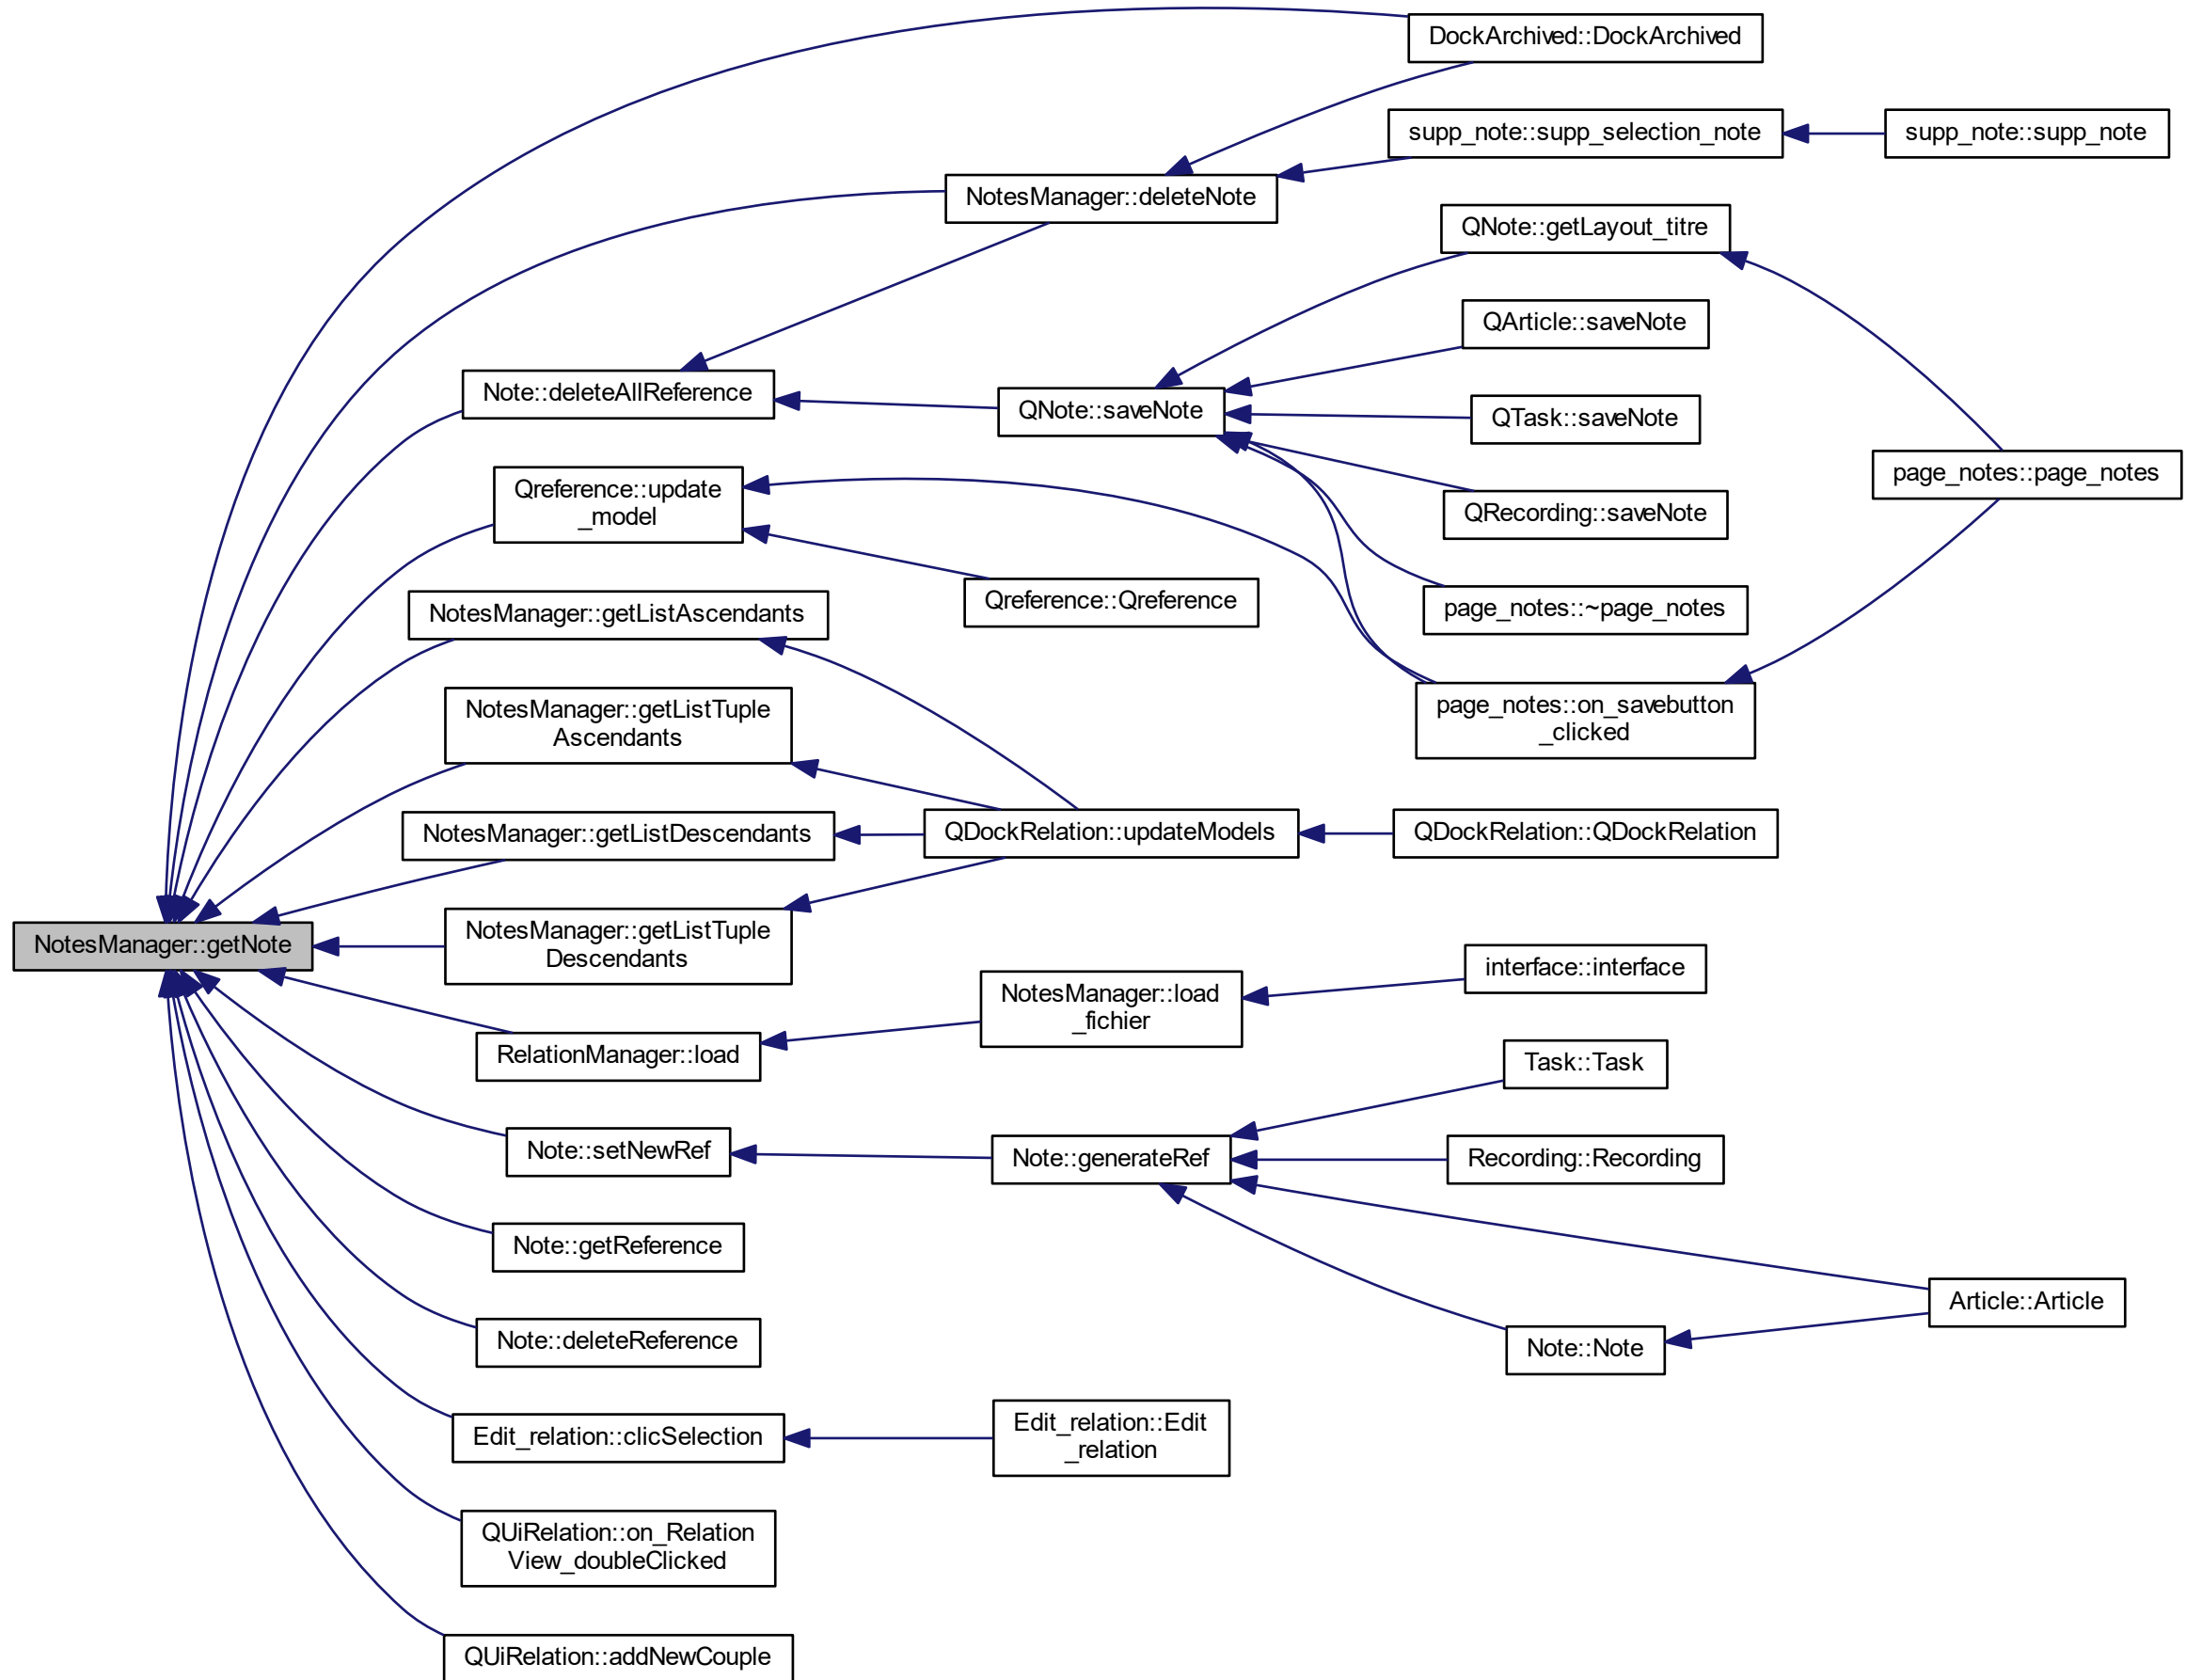 DockArchived::DockArchived
supp_note::supp_selection_note
supp_note::supp_note
NotesManager::deleteNote
QNote::getLayout_titre
QArticle::saveNote
Note::deleteAllReference
QNote::saveNote
QTask::saveNote
Qreference::update
_model
page_notes::page_notes
QRecording::saveNote
Qreference::Qreference
NotesManager::getListAscendants
page_notes::~page_notes
NotesManager::getListTuple
Ascendants
page_notes::on_savebutton
_clicked
NotesManager::getListDescendants
QDockRelation::updateModels
QDockRelation::QDockRelation
NotesManager::getNote
NotesManager::getListTuple
Descendants
interface::interface
NotesManager::load
_fichier
RelationManager::load
Task::Task
Note::setNewRef
Note::generateRef
Recording::Recording
Note::getReference
Article::Article
Note::deleteReference
Note::Note
Edit_relation::clicSelection
Edit_relation::Edit
_relation
QUiRelation::on_Relation
View_doubleClicked
QUiRelation::addNewCouple